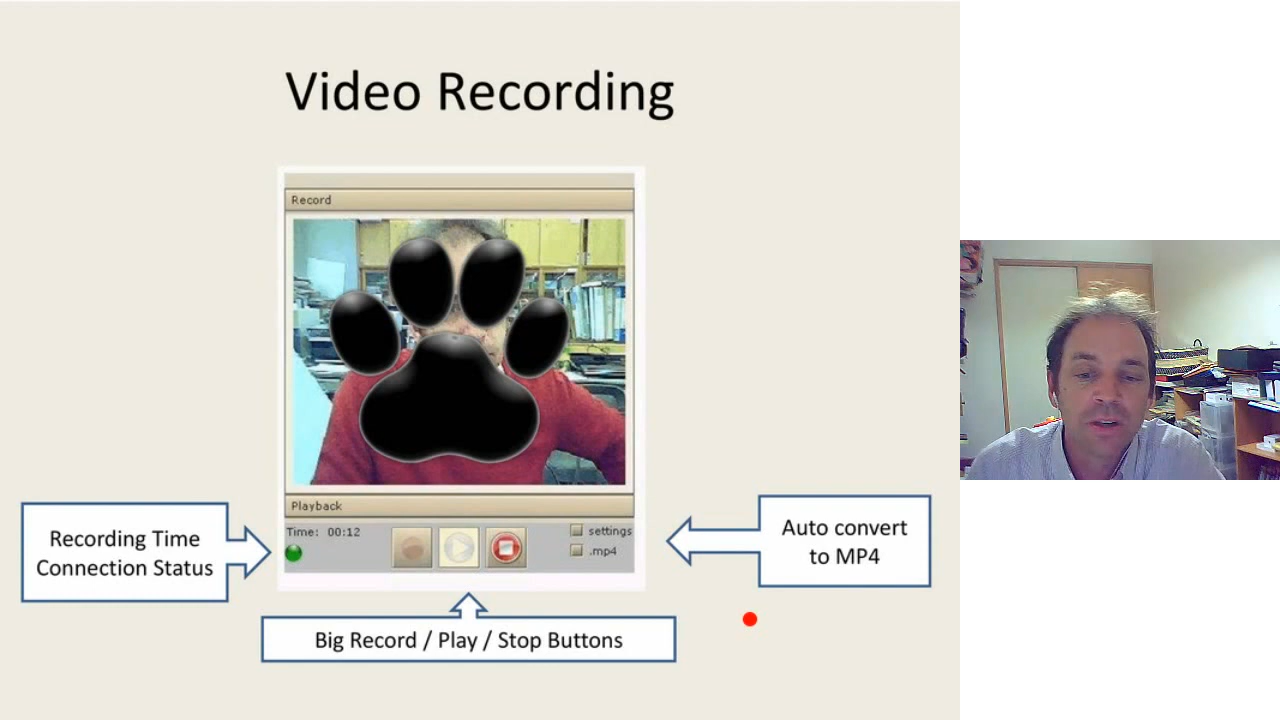 Video Recording
Record
Playback
Time: 00:12
settings
.mp4
Recording Time
Connection Status
Auto convert
to MP4
Big Record / Play / Stop Buttons